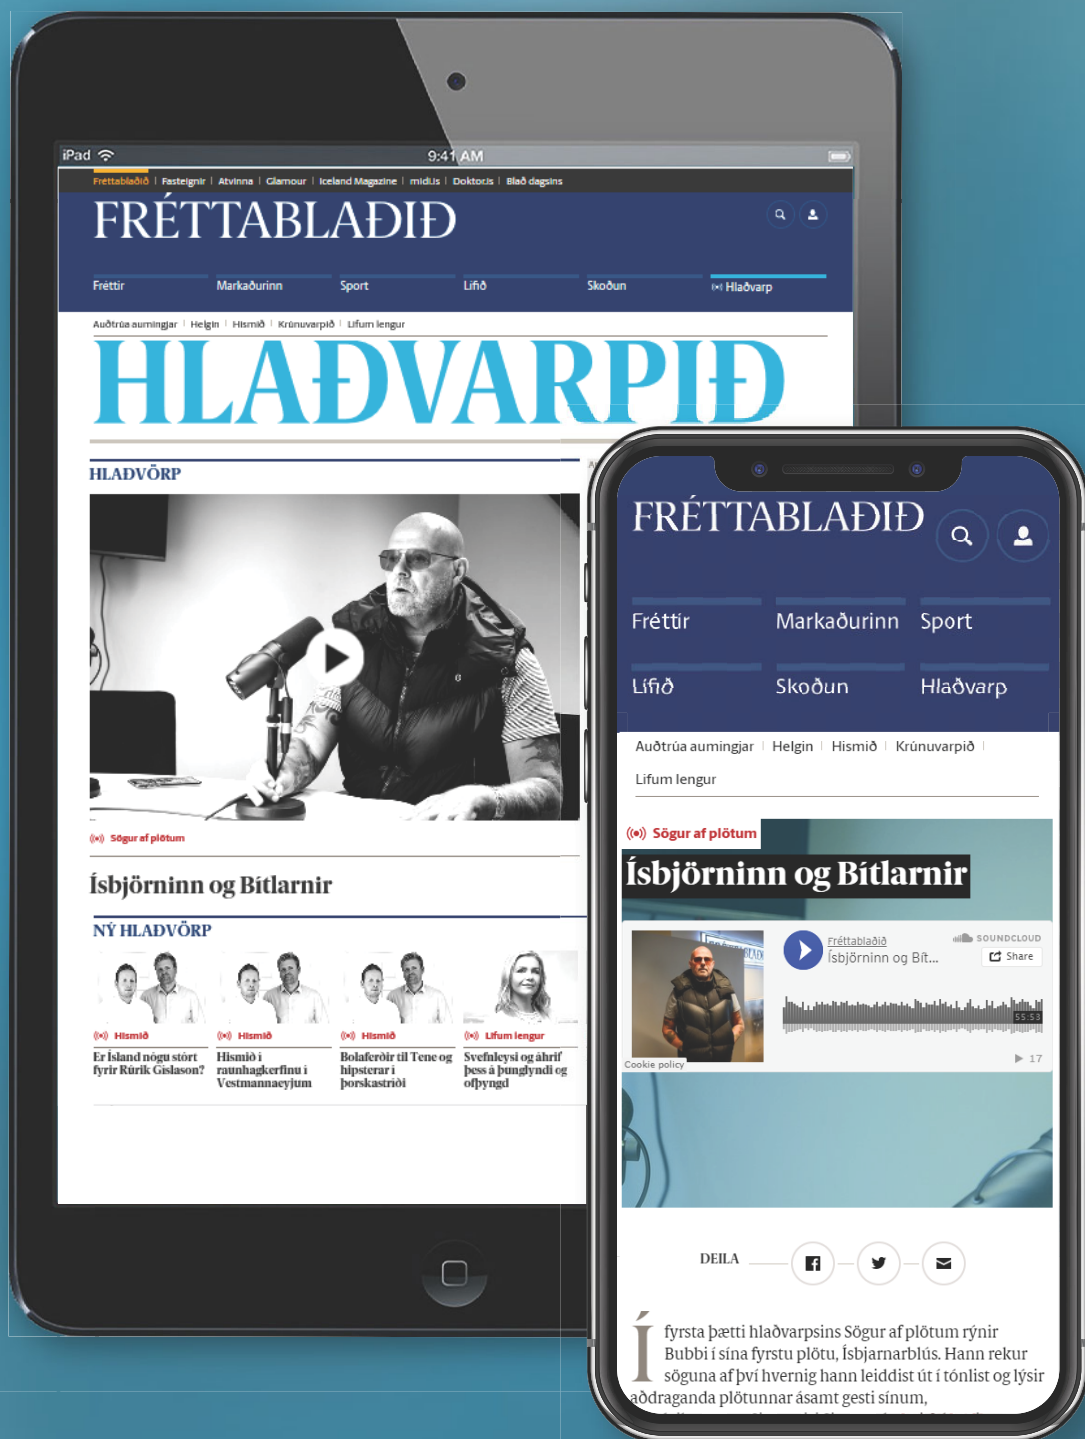 iPad
9:41 AM
Fréttablaðið | Fasteignir | Atvinna | Glamour | Iceland Magazine | midi.is | Doktor.is | Blað dagsins
FRÉTTABLAÐIÐ
Fréttir Markaðurinn Sport Lífið Skoðun Hlaðvarp
Auðtrúa aumingjar | Helgin | Hismið | Krúnuvarpið | Lifum lengur
HLAÐVARPIÐ
HLAÐVÖRP
Sögur af plötum
Ísbjörninn og Bítlarnir
NÝ HLAÐVÖRP
Hismið
Er Ísland nógu stórt
fyrir Rúrik Gíslason?
Hismið
Hismið í
raunhagkerfinu í
Vestmannaeyjum
Hismið
Bolaferðir til Tene og
hipsterar í
þorskastríði
Lifum lengur
Svefnleysi og áhrif
þess á þunglyndi og
ofþyngd
FRÉTTABLAÐIÐ
Fréttir Markaðurinn Sport
Lífið Skoðun Hlaðvarp
Auðtrúa aumingjar | Helgin | Hismið | Krúnuvarpið |
Lifum lengur
Sögur af plötum
Ísbjörninn og Bítlarnir
Fréttablaðið
SOUNDCLOUD
Ísbjörninn og Bít...
Share
55:53
17
Cookie policy
DEILA
Í fyrsta þætti hlaðvarpsins Sögur af plötum rýnir
Bubbi í sína fyrstu plötu, Ísbjarnarblús. Hann rekur
söguna af því hvernig hann leiddist út í tónlist og lýsir
aðdraganda plötunnar ásamt gesti sínum,